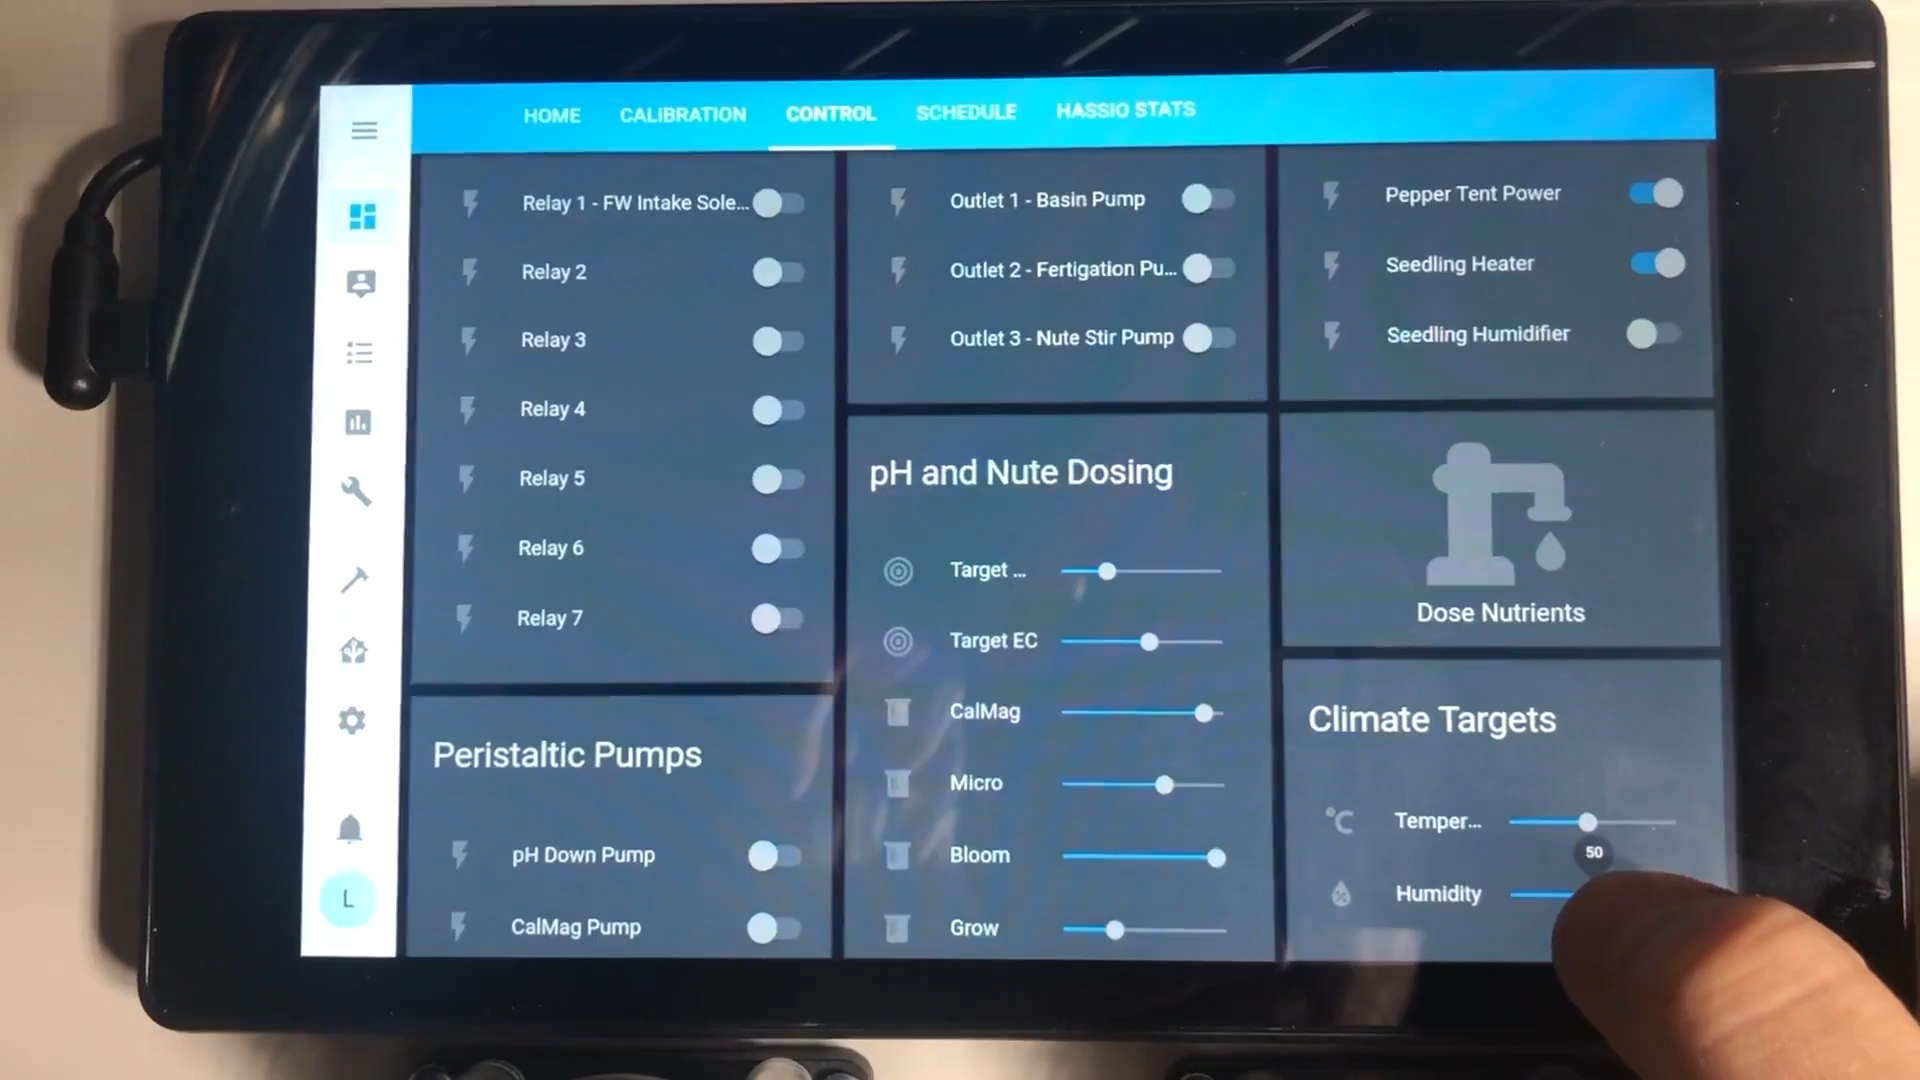 HOME CALIBRATION CONTROL SCHEDULE HASSIO STATS
Relay 1 - FW Intake Sole...
Relay 2
Relay 3
Relay 4
Relay 5
Relay 6
Relay 7
Peristaltic Pumps
pH Down Pump
CalMag Pump
Outlet 1 - Basin Pump
Outlet 2 - Fertigation Pu...
Outlet 3 - Nute Stir Pump
pH and Nute Dosing
Target ...
Target EC
CalMag
Micro
Bloom
Grow
Pepper Tent Power
Seedling Heater
Seedling Humidifier
Dose Nutrients
Climate Targets
°C Temper...
50
% Humidity
L